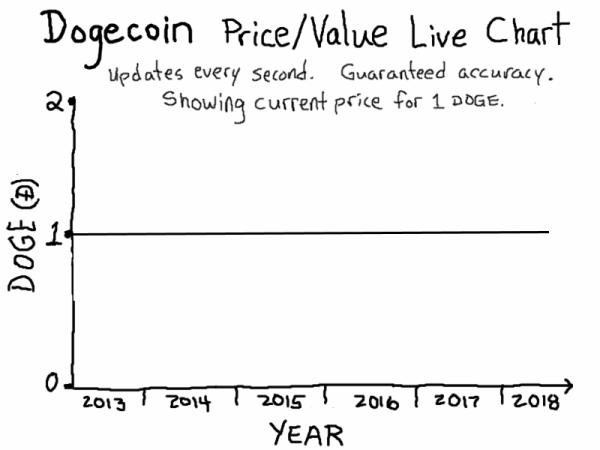 Dogecoin Price/Value Live Chart
Updates every second. Guaranteed accuracy.
Showing current price for 1 DOGE.
2
1
0
DOGE (Ð)
2013 2014 2015 2016 2017 2018
YEAR